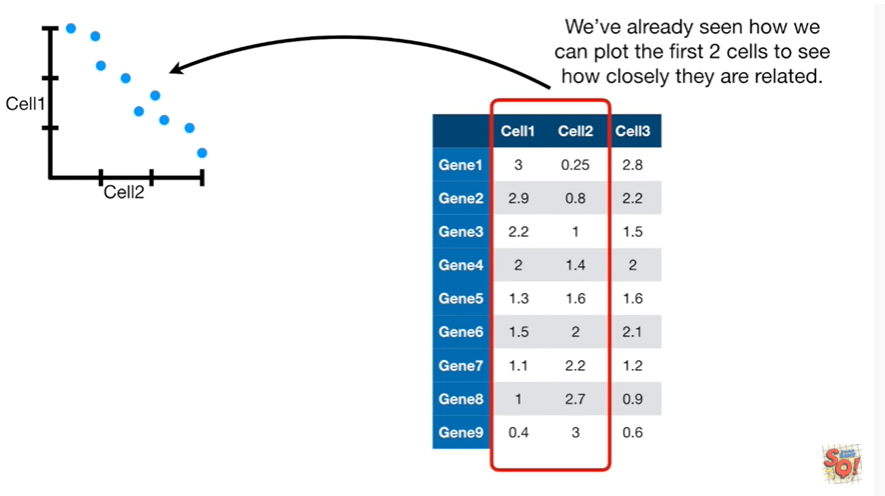 We've already seen how we
can plot the first 2 cells to see
how closely they are related.
Cell1
Cell2
Cell1 Cell2 Cell3
Gene1 3 0.25 2.8
Gene2 2.9 0.8 2.2
Gene3 2.2 1 1.5
Gene4 2 1.4 2
Gene5 1.3 1.6 1.6
Gene6 1.5 2 2.1
Gene7 1.1 2.2 1.2
Gene8 1 2.7 0.9
Gene9 0.4 3 0.6
SQ!